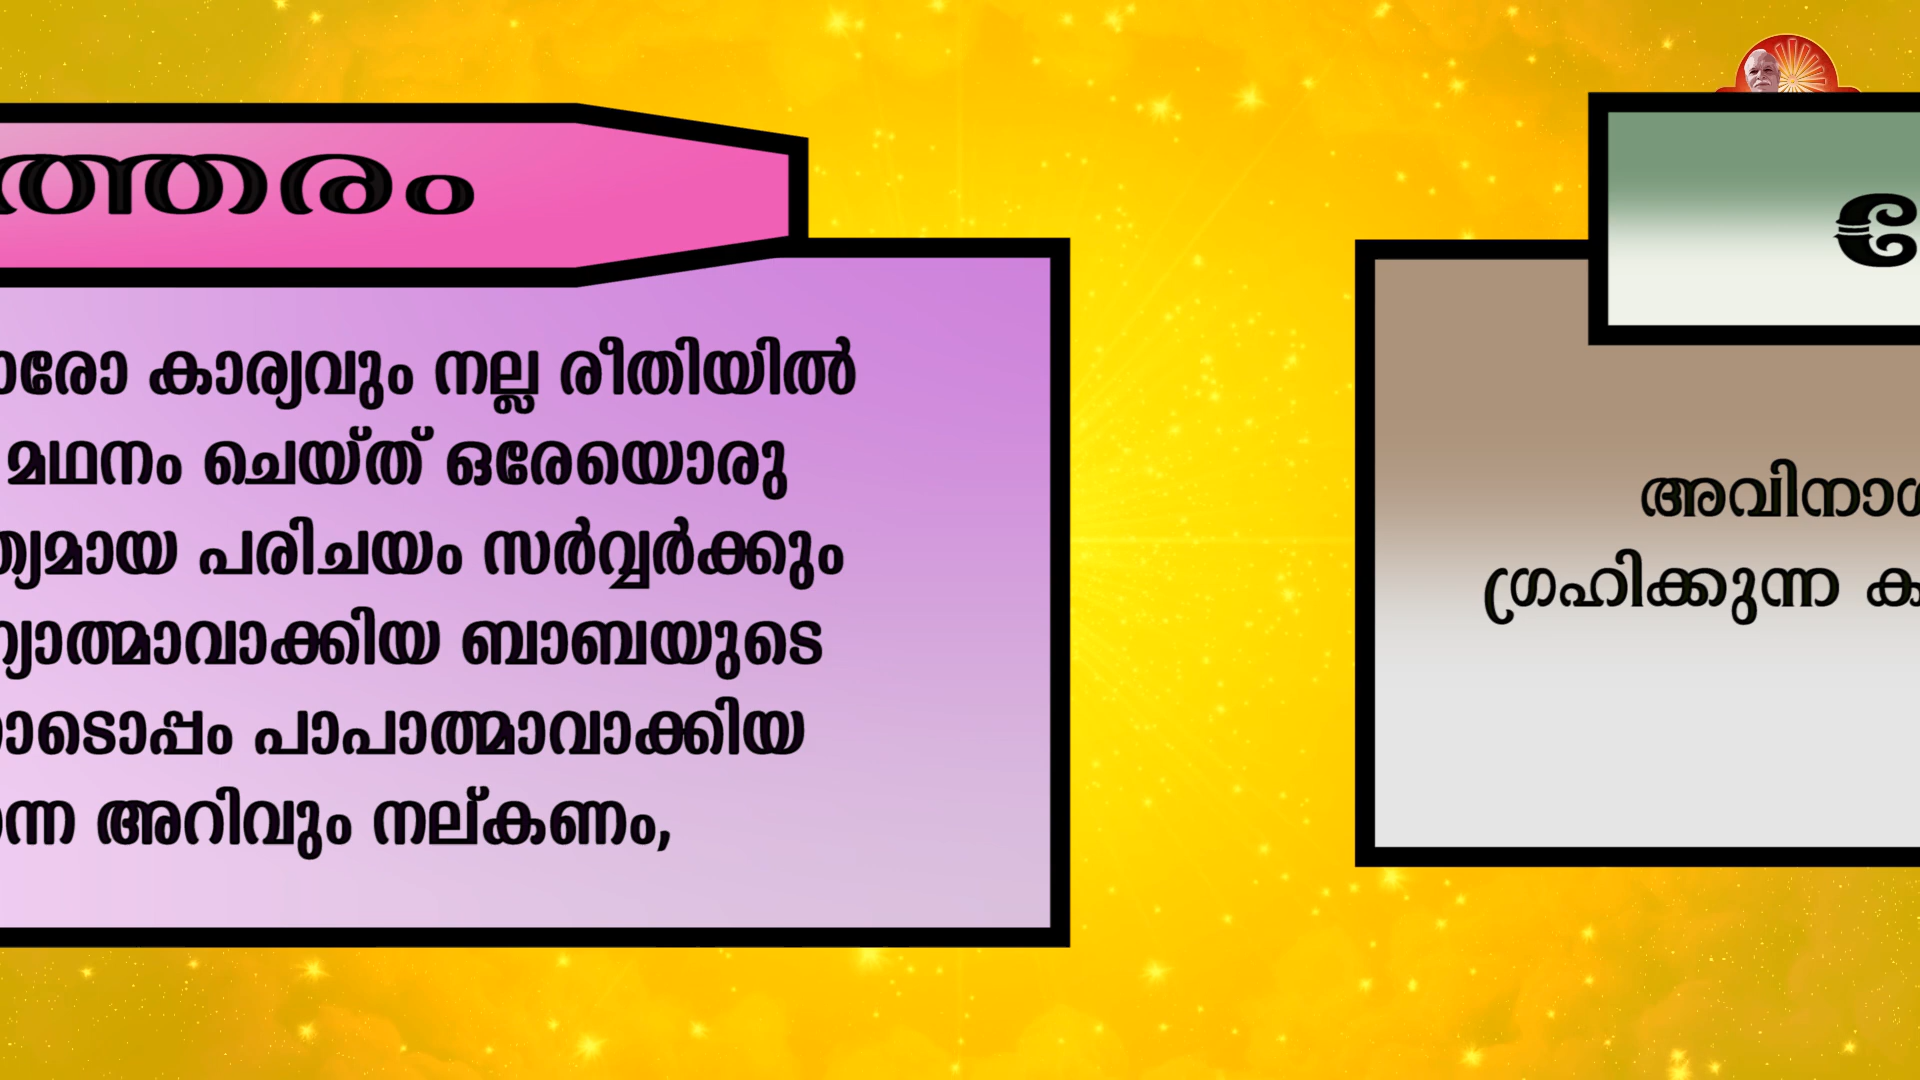 ത്തരം
ാരോ കാര്യവും നല്ല രീതിയിൽ
മഥനം ചെയ്ത് ഒരേയൊരു
ത്യമായ പരിചയം സർവ്വർക്കും
ന്യാത്മാവാക്കിയ ബാബയുടെ
ാടൊപ്പം പാപാത്മാവാക്കിയ
ന്ന അറിവും നല്കണം,
അവിനാശ
ഗ്രഹിക്കുന്ന ക